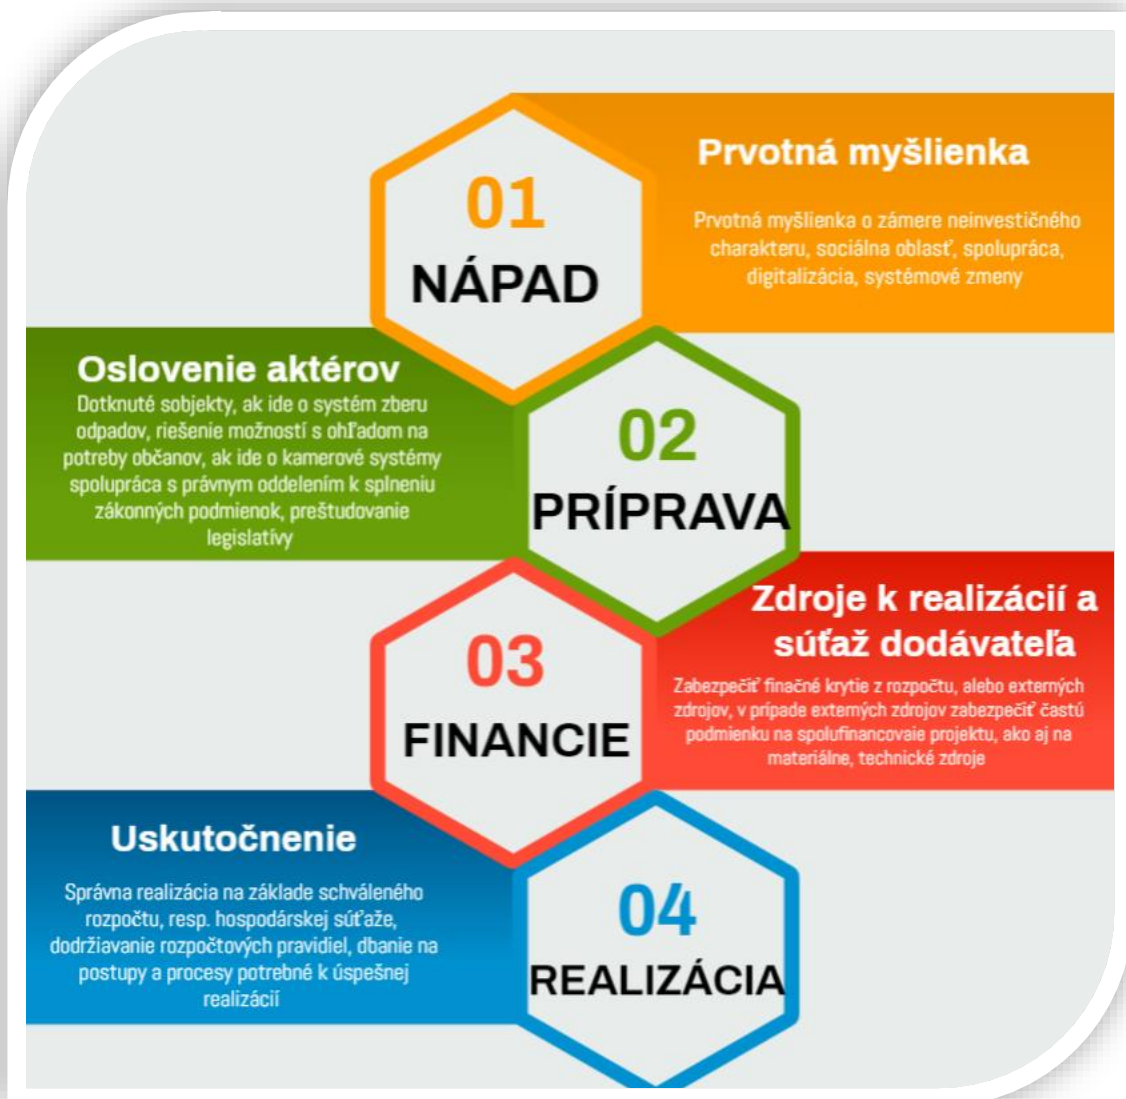 01
NÁPAD
Prvotná myšlienka
Prvotná myšlienka o zámere neinvestičného
charakteru, sociálna oblasť, spolupráca,
digitalizácia, systémové zmeny
Oslovenie aktérov
Dotknuté sobjekty, ak ide o systém zberu
odpadov, riešenie možností s ohľadom na
potreby občanov, ak ide o kamerové systémy
spolupráca s právnym oddelením k splneniu
zákonných podmienok, preštudovanie
legislatívy
02
PRÍPRAVA
03
FINANCIE
Zdroje k realizácií a
súťaž dodávateľa
Zabezpečiť finačné krytie z rozpočtu, alebo externých
zdrojov, v prípade externých zdrojov zabezpečiť častú
podmienku na spolufinancovaie projektu, ako aj na
materiálne, technické zdroje
Uskutočnenie
Správna realizácia na základe schváleného
rozpočtu, resp. hospodárskej súťaže,
dodržiavanie rozpočtových pravidiel, dbanie na
postupy a procesy potrebné k úspešnej
realizácií
04
REALIZÁCIA